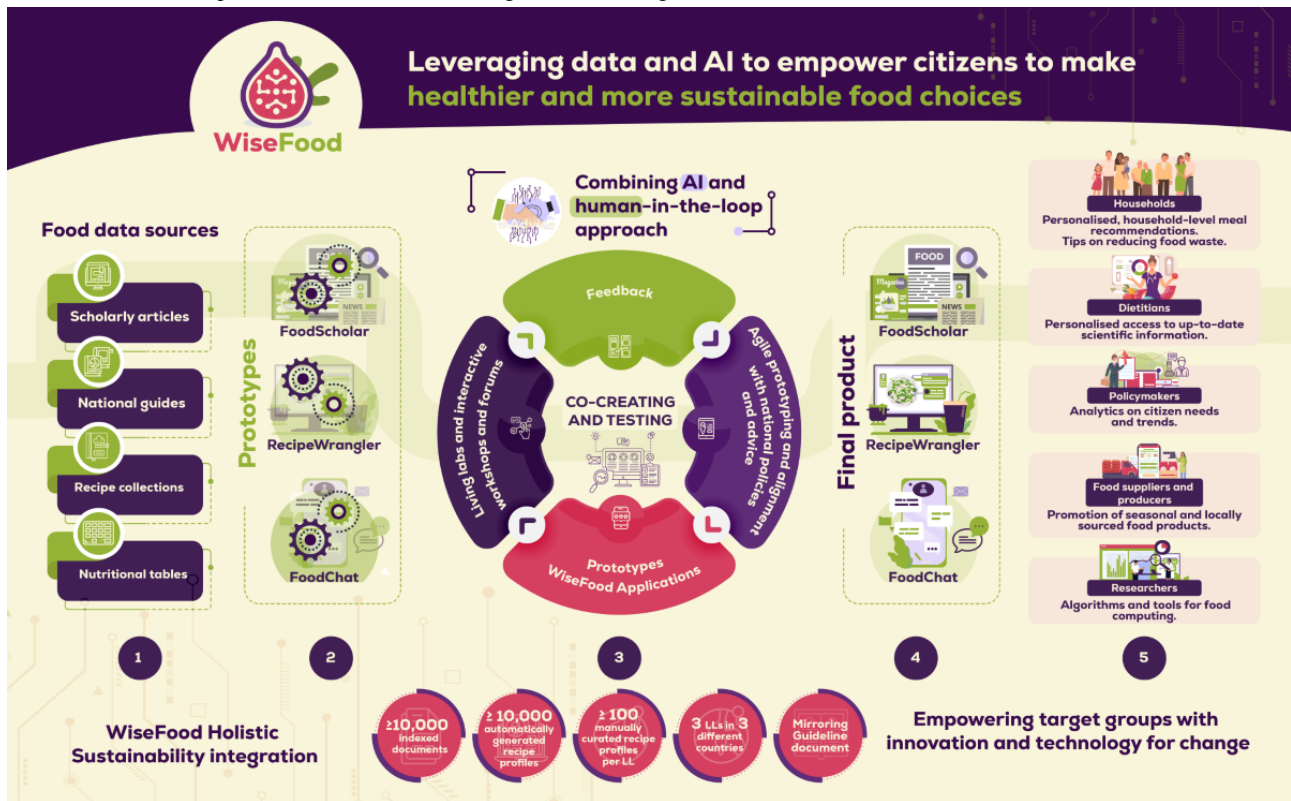 Leveraging data and AI to empower citizens to make
healthier and more sustainable food choices
WiseFood
Combining AI and
human-in-the-loop
approach
Food data sources
Scholarly articles
National guides
Recipe collections
Nutritional tables
Prototypes
FoodScholar
RecipeWrangler
FoodChat
Feedback
Agile prototyping and alignment
with national policies
and advice
Prototypes
WiseFood Applications
Living labs and interactive
workshops and forums
CO-CREATING
AND TESTING
Final product
FOOD
Magazine
NEWS
FoodScholar
RecipeWrangler
FoodChat
Households
Personalised, household-level meal
recommendations.
Tips on reducing food waste.
Dietitians
Personalised access to up-to-date
scientific information.
Policymakers
Analytics on citizen needs
and trends.
Food suppliers and
producers
Promotion of seasonal and locally
sourced food products.
Researchers
Algorithms and tools for food
computing.
1
2
3
4
5
WiseFood Holistic
Sustainability integration
≥10,000
indexed
documents
≥ 10,000
automatically
generated
recipe
profiles
≥ 100
manually
curated recipe
profiles
per LL
3 LLs in 3
different
countries
Mirroring
Guideline
document
Empowering target groups with
innovation and technology for change